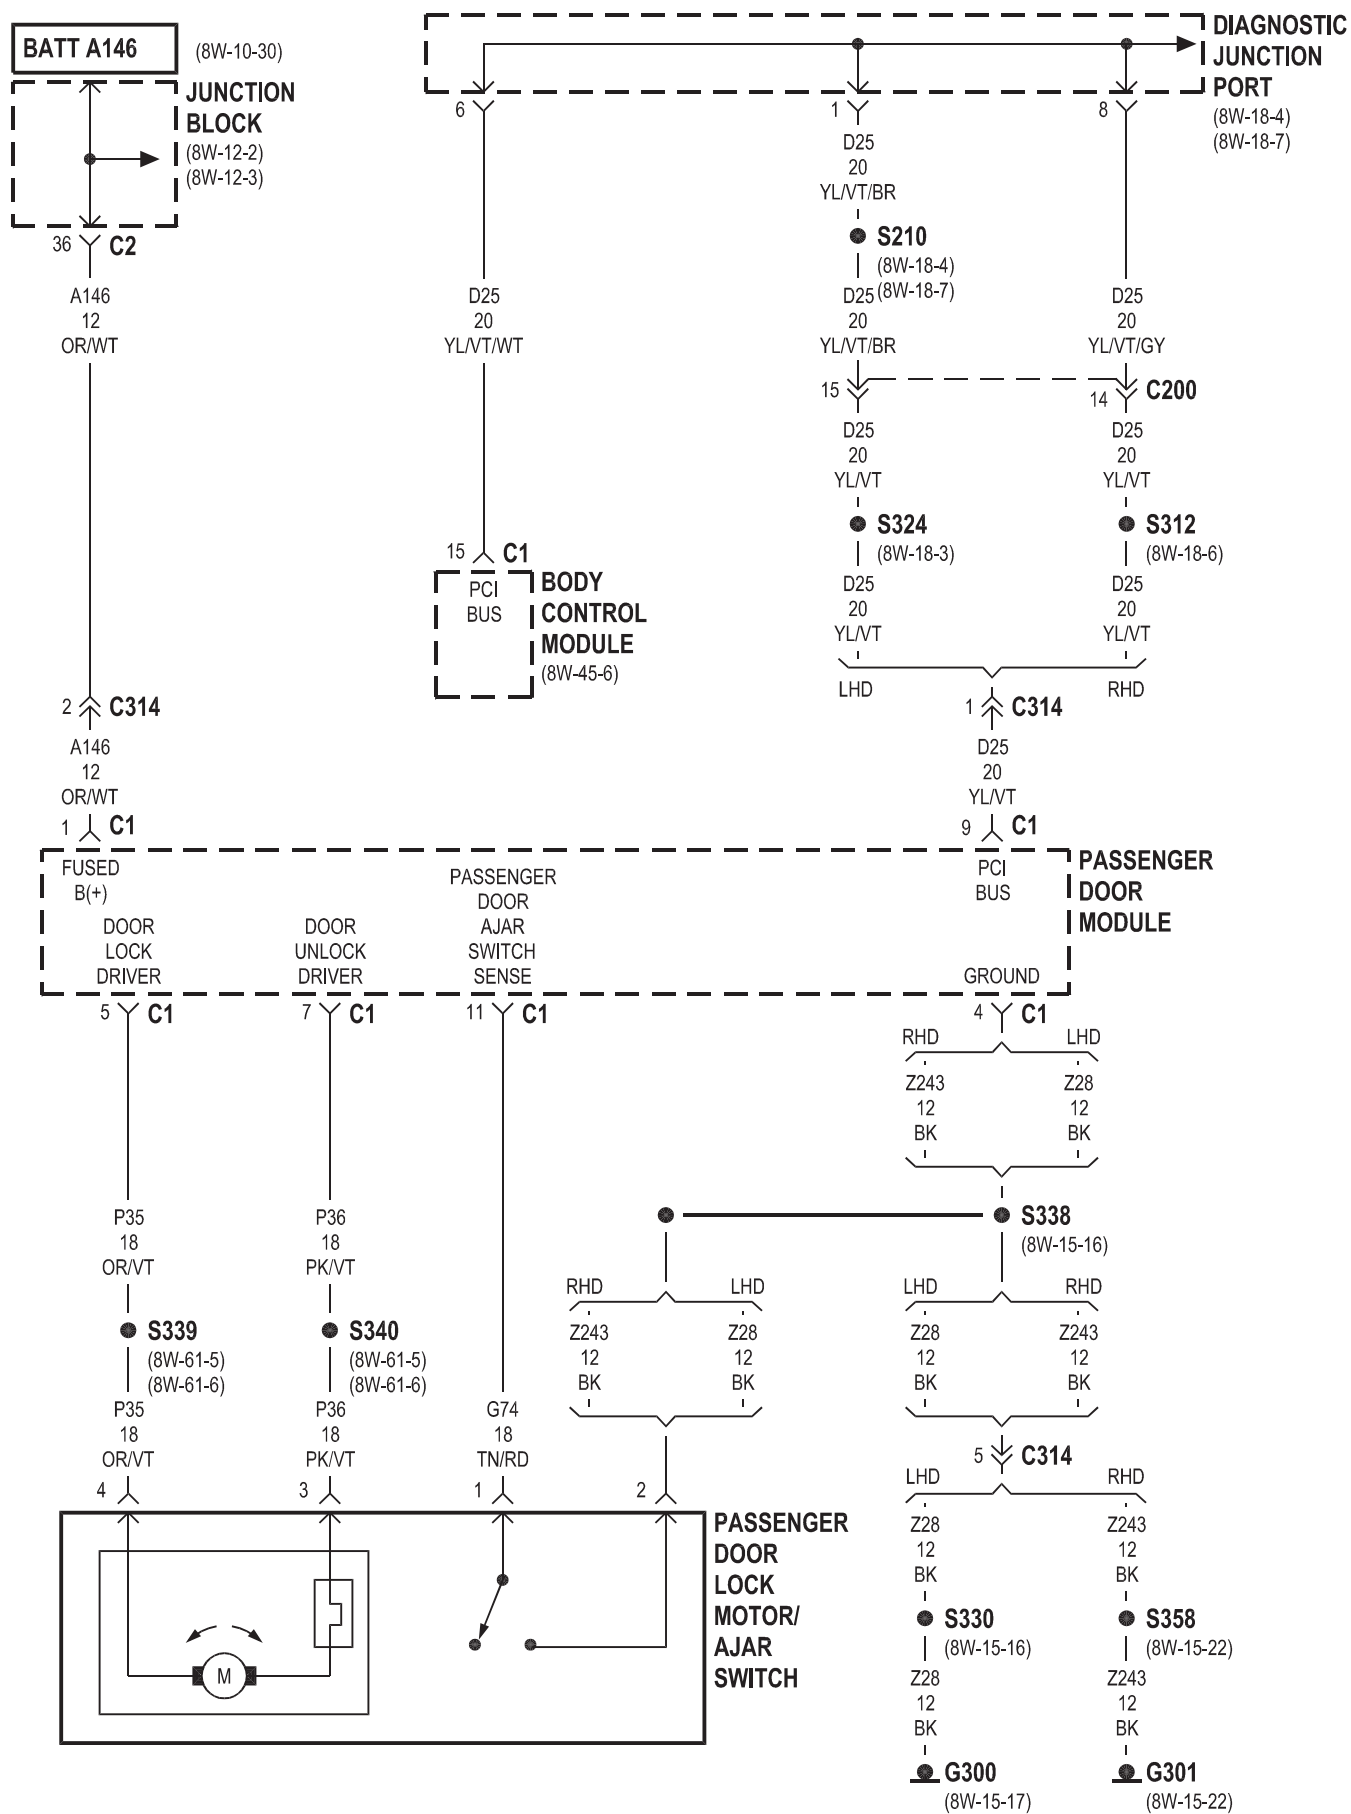 BATT A146
(8W-10-30)
JUNCTION
BLOCK
(8W-12-2)
(8W-12-3)
36
C2
A146
12
OR/WT
2
C314
A146
12
OR/WT
1
C1
DIAGNOSTIC
JUNCTION
PORT
(8W-18-4)
(8W-18-7)
6
1
8
D25
20
YL/VT/WT
15
C1
PCI
BUS
BODY
CONTROL
MODULE
(8W-45-6)
D25
20
YL/VT/BR
S210
(8W-18-4)
(8W-18-7)
D25
20
YL/VT/BR
15
D25
20
YL/VT/GY
14
C200
D25
20
YL/VT
S324
(8W-18-3)
D25
20
YL/VT
LHD
D25
20
YL/VT
S312
(8W-18-6)
D25
20
YL/VT
RHD
1
C314
D25
20
YL/VT
9
C1
FUSED
B(+)
DOOR
LOCK
DRIVER
DOOR
UNLOCK
DRIVER
PASSENGER
DOOR
AJAR
SWITCH
SENSE
PCI
BUS
GROUND
PASSENGER
DOOR
MODULE
5
C1
7
C1
11
C1
4
C1
RHD
LHD
Z243
12
BK
Z28
12
BK
S338
(8W-15-16)
P35
18
OR/VT
S339
(8W-61-5)
(8W-61-6)
P35
18
OR/VT
4
P36
18
PK/VT
S340
(8W-61-5)
(8W-61-6)
P36
18
PK/VT
3
G74
18
TN/RD
1
RHD
LHD
Z243
12
BK
Z28
12
BK
2
LHD
RHD
Z28
12
BK
Z243
12
BK
5
C314
LHD
RHD
Z28
12
BK
S330
(8W-15-16)
Z28
12
BK
G300
(8W-15-17)
Z243
12
BK
S358
(8W-15-22)
Z243
12
BK
G301
(8W-15-22)
M
PASSENGER
DOOR
LOCK
MOTOR/
AJAR
SWITCH